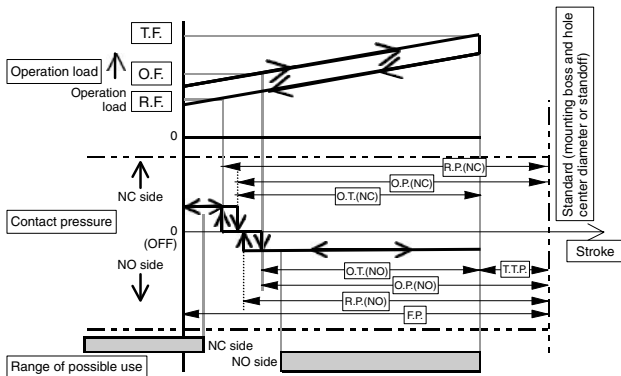 T.F.
Operation load
O.F.
Operation
load
R.F.
0
Standard (mounting boss and hole
center diameter or standoff)
R.P.(NC)
NC side
O.P.(NC)
O.T.(NC)
Contact pressure
0
(OFF)
Stroke
NO side
O.T.(NO)
T.T.P.
O.P.(NO)
R.P.(NO)
F.P.
NC side
Range of possible use
NO side